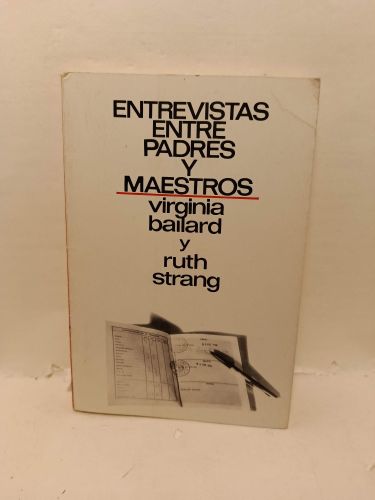 ENTREVISTAS
ENTRE
PADRES
Y
MAESTROS
virginia
bailard
y
ruth
strang